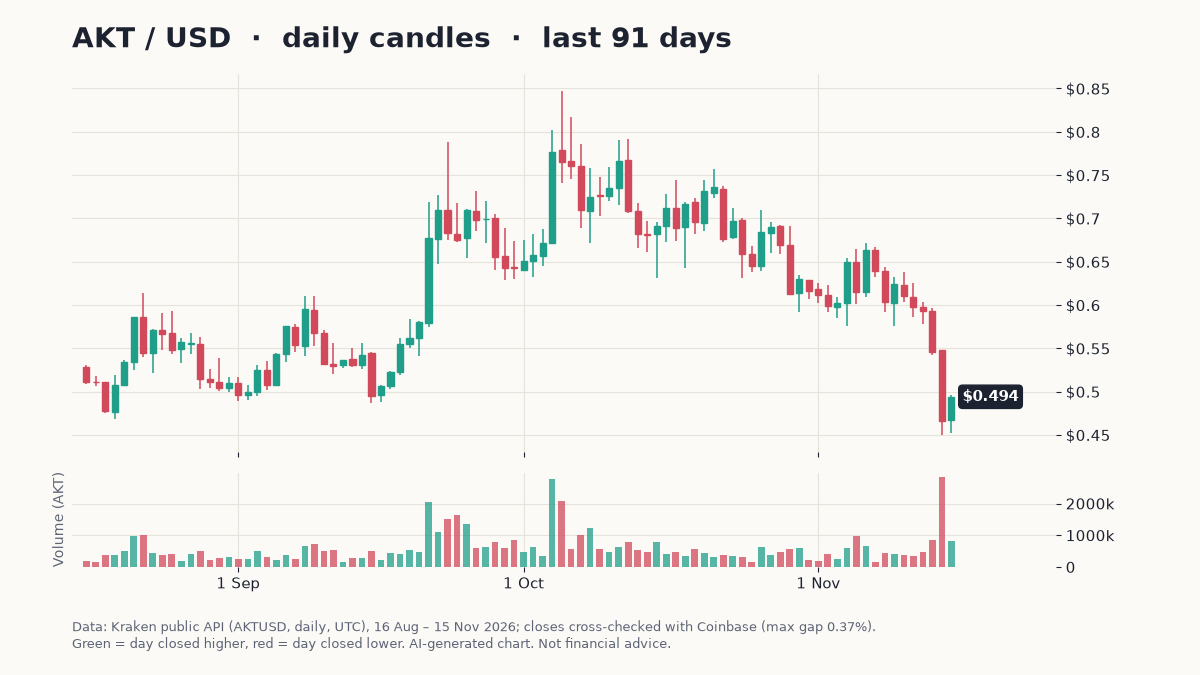 AKT / USD  ·  daily candles  ·  last 91 days
$0.85
$0.8
$0.75
$0.7
$0.65
$0.6
$0.55
$0.5
$0.494
$0.45
Volume (AKT)
2000k
1000k
0
1 Sep
1 Oct
1 Nov
Data: Kraken public API (AKTUSD, daily, UTC), 16 Aug – 15 Nov 2026; closes cross-checked with Coinbase (max gap 0.37%).
Green = day closed higher, red = day closed lower. AI-generated chart. Not financial advice.